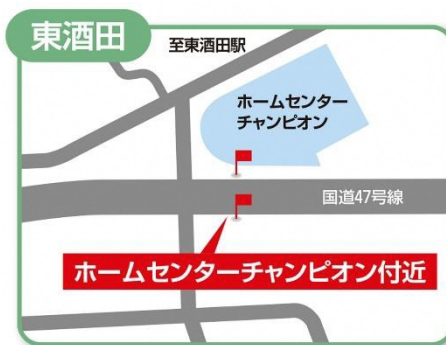 東酒田
至東酒田駅
ホームセンター
チャンピオン
国道47号線
ホームセンターチャンピオン付近